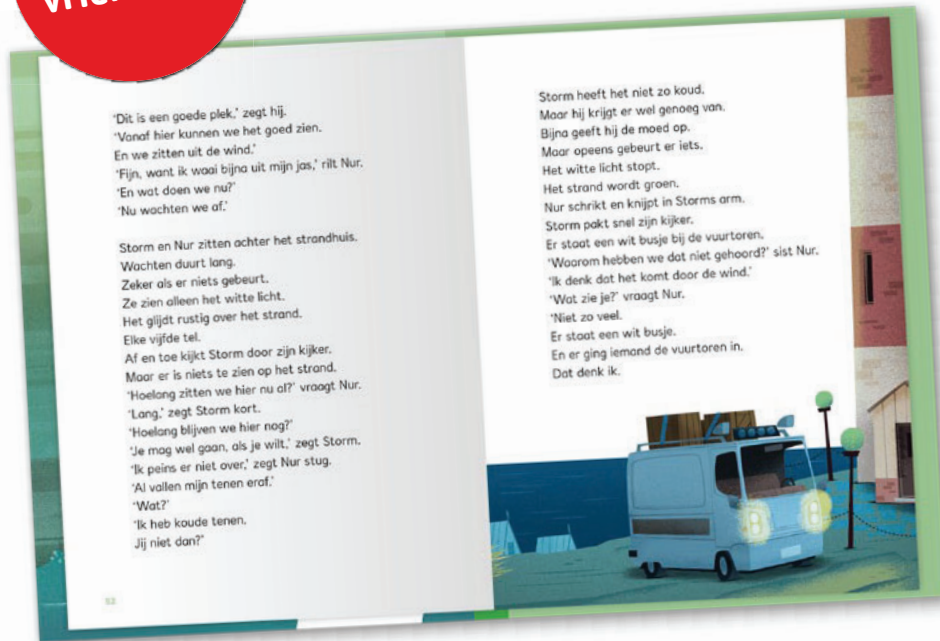 'Dit is een goede plek,' zegt hij.
'Vanaf hier kunnen we het goed zien.
En we zitten uit de wind.'
'Fijn, want ik waai bijna uit mijn jas,' rilt Nur.
'En wat doen we nu?'
'Nu wachten we af.'
Storm en Nur zitten achter het strandhuis.
Wachten duurt lang.
Zeker als er niets gebeurt.
Ze zien alleen het witte licht.
Het glijdt rustig over het strand.
Elke vijfde tel.
Af en toe kijkt Storm door zijn kijker.
Maar er is niets te zien op het strand.
'Hoelang zitten we hier nu al?' vraagt Nur.
'Lang,' zegt Storm kort.
'Hoelang blijven we hier nog?'
'Je mag wel gaan, als je wilt,' zegt Storm.
'Ik peins er niet over,' zegt Nur stug.
'Al vallen mijn tenen eraf.'
'Wat?'
'Ik heb koude tenen.
Jij niet dan?'
Storm heeft het niet zo koud.
Maar hij krijgt er wel genoeg van.
Bijna geeft hij de moed op.
Maar opeens gebeurt er iets.
Het witte licht stopt.
Het strand wordt groen.
Nur schrikt en knijpt in Storms arm.
Storm pakt snel zijn kijker.
Er staat een wit busje bij de vuurtoren.
'Waarom hebben we dat niet gehoord?' sist Nur.
'Ik denk dat het komt door de wind.'
'Wat zie je?' vraagt Nur.
'Niet zo veel.
Er staat een wit busje.
En er ging iemand de vuurtoren in.
Dat denk ik.